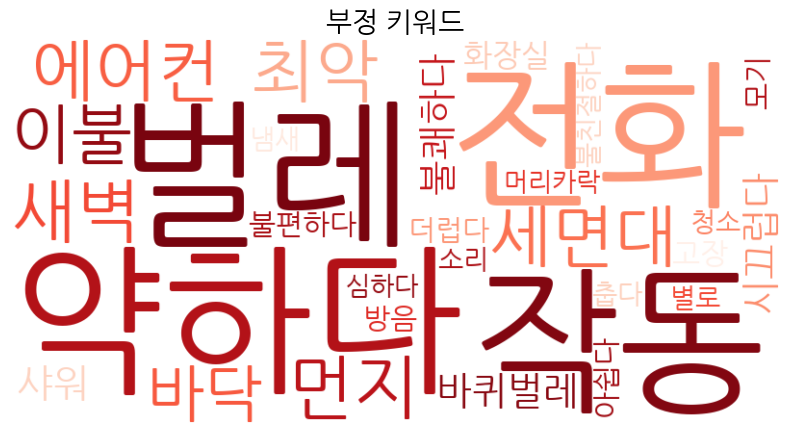 부정 키워드
에어컨
최악
화장실
불친절하다
모기
이불
벌레
냄새
불쾌하다
전화
머리카락
새벽
불편하다
더럽다
세면대
청소
시끄럽다
약하다
소리
고장
심하다
방음
작동
춥다
별로
샤워
바닥
먼지
바퀴벌레
아쉽다